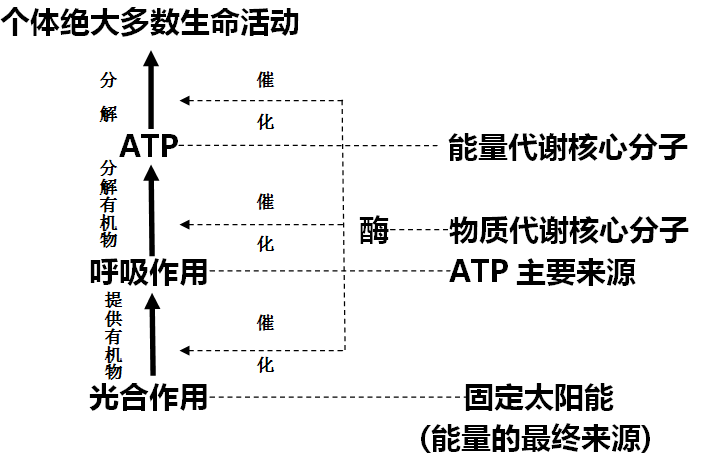 个体绝大多数生命活动
分解
催化
ATP
能量代谢核心分子
分解有机物
催化
酶
物质代谢核心分子
呼吸作用
ATP 主要来源
提供有机物
催化
光合作用
固定太阳能
(能量的最终来源)